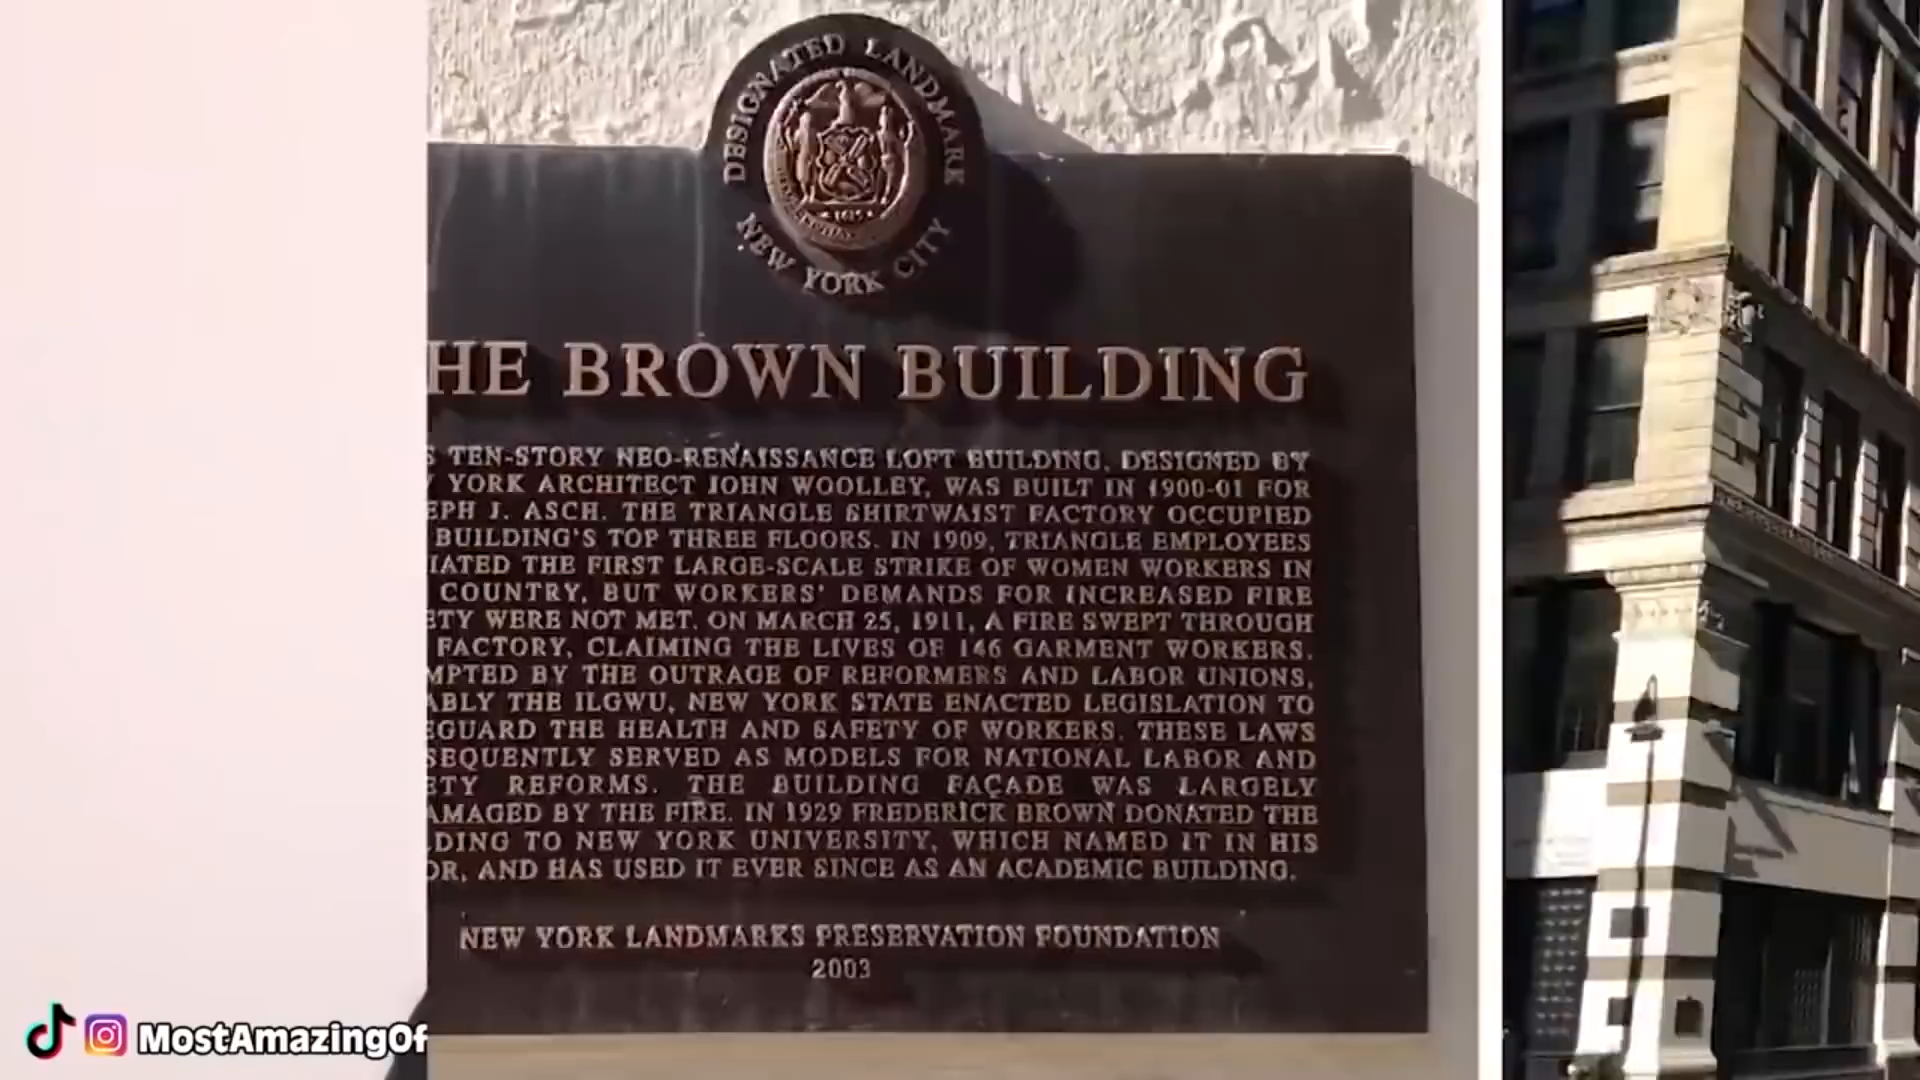 DESIGNATED LANDMARK
NEW YORK CITY
1625
HE BROWN BUILDING
S TEN-STORY NEO-RENAISSANCE LOFT BUILDING, DESIGNED BY
YORK ARCHITECT JOHN WOOLLEY, WAS BUILT IN 1900-01 FOR
EPH J. ASCH. THE TRIANGLE SHIRTWAIST FACTORY OCCUPIED
BUILDING'S TOP THREE FLOORS. IN 1909, TRIANGLE EMPLOYEES
IATED THE FIRST LARGE-SCALE STRIKE OF WOMEN WORKERS IN
COUNTRY, BUT WORKERS' DEMANDS FOR INCREASED FIRE
ETY WERE NOT MET. ON MARCH 25, 1911, A FIRE SWEPT THROUGH
FACTORY, CLAIMING THE LIVES OF 146 GARMENT WORKERS.
MPTED BY THE OUTRAGE OF REFORMERS AND LABOR UNIONS,
ABLY THE ILGWU, NEW YORK STATE ENACTED LEGISLATION TO
EGUARD THE HEALTH AND SAFETY OF WORKERS. THESE LAWS
SEQUENTLY SERVED AS MODELS FOR NATIONAL LABOR AND
ETY REFORMS. THE BUILDING FAÇADE WAS LARGELY
AMAGED BY THE FIRE. IN 1929 FREDERICK BROWN DONATED THE
LDING TO NEW YORK UNIVERSITY, WHICH NAMED IT IN HIS
OR, AND HAS USED IT EVER SINCE AS AN ACADEMIC BUILDING.
NEW YORK LANDMARKS PRESERVATION FOUNDATION
2003
MostAmazingOf